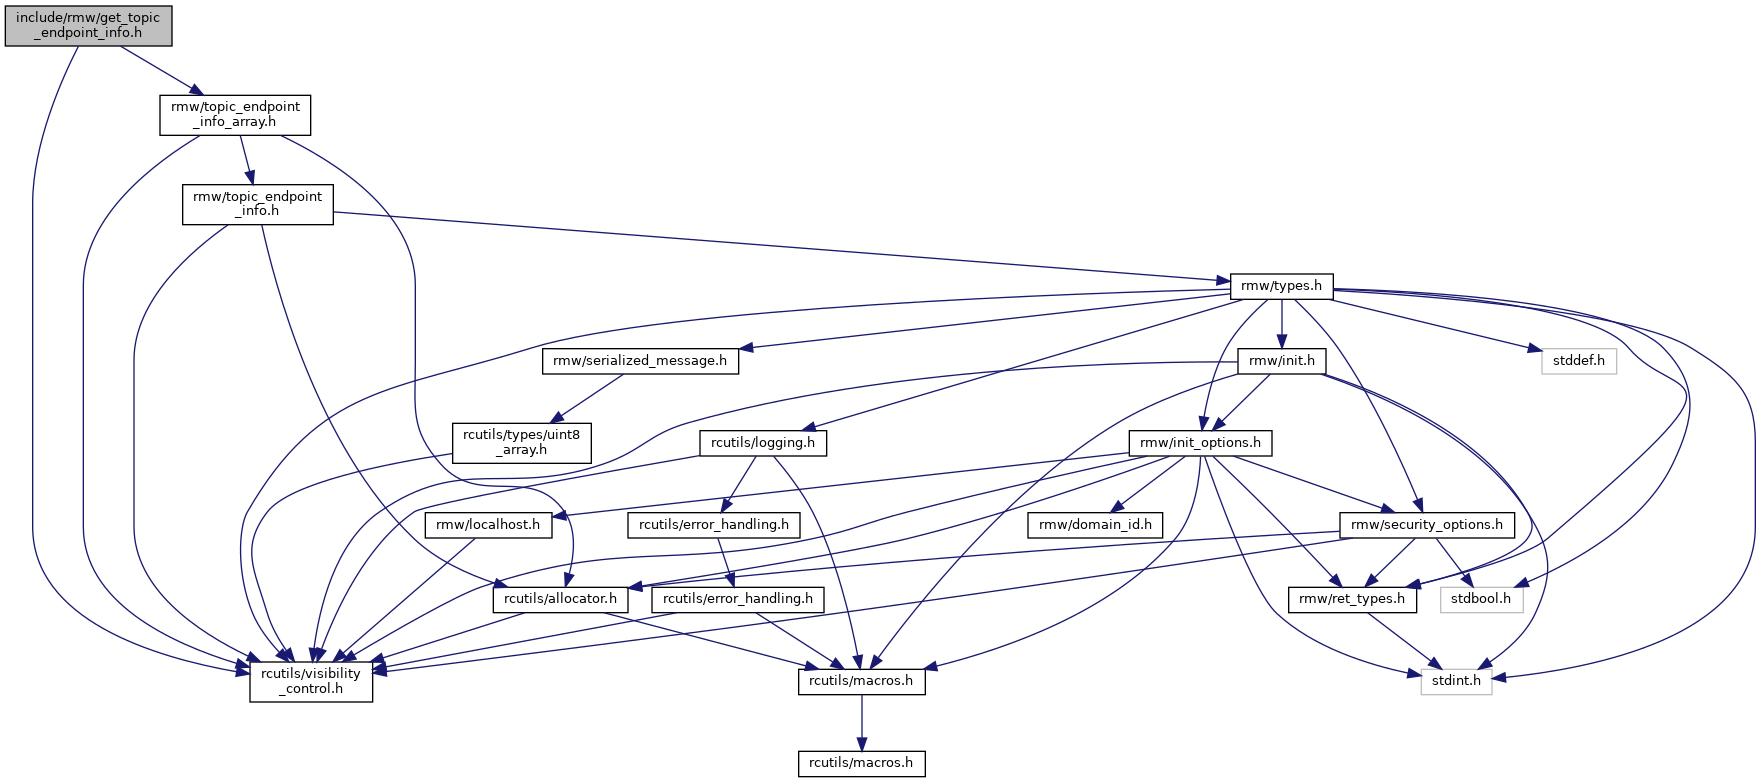 include/rmw/get_topic
_endpoint_info.h
rmw/topic_endpoint
_info_array.h
rmw/topic_endpoint
_info.h
rmw/types.h
rmw/serialized_message.h
rmw/init.h
stddef.h
rcutils/types/uint8
_array.h
rcutils/logging.h
rmw/init_options.h
rmw/localhost.h
rcutils/error_handling.h
rmw/domain_id.h
rmw/security_options.h
rcutils/allocator.h
rcutils/error_handling.h
rmw/ret_types.h
stdbool.h
rcutils/visibility
_control.h
rcutils/macros.h
stdint.h
rcutils/macros.h